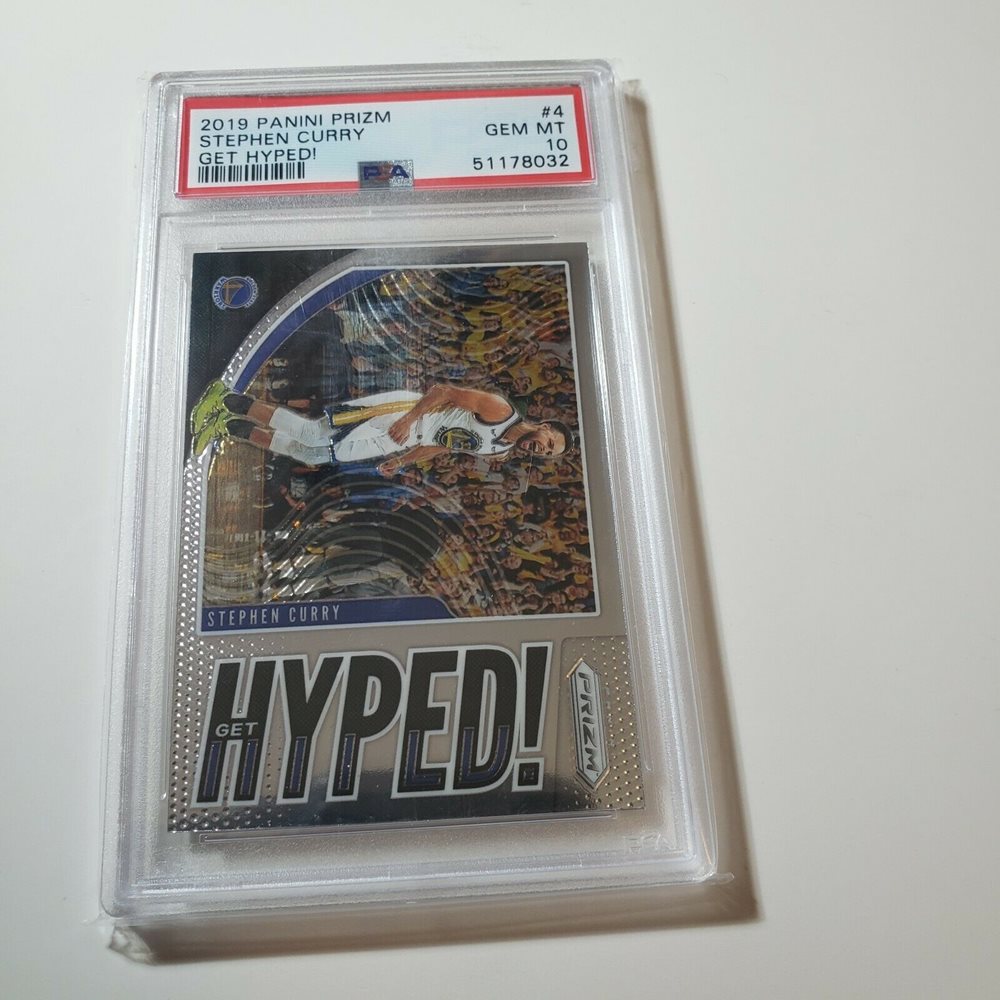 2019 PANINI PRIZM #4
STEPHEN CURRY GEM MT
GET HYPED! 10
51178032
PSA
STEPHEN CURRY
GET
HYPED!
PRIZM